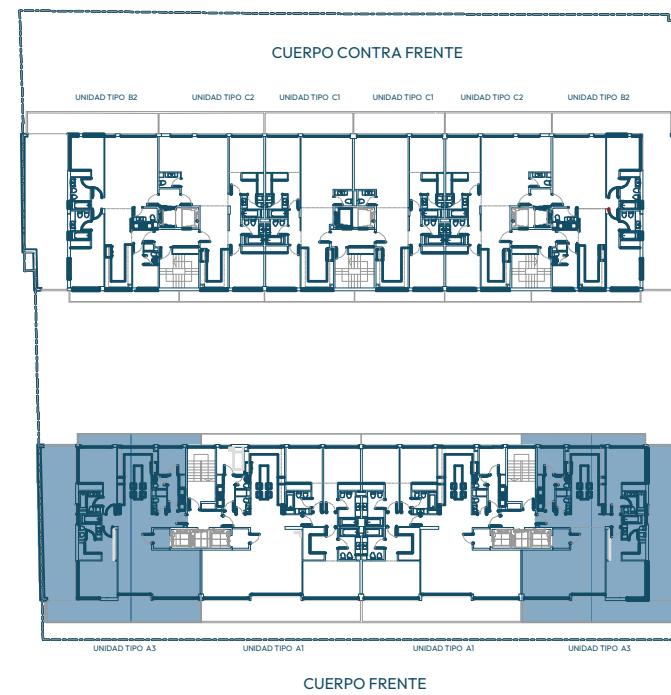 CUERPO CONTRA FRENTE
UNIDAD TIPO B2 UNIDAD TIPO C2 UNIDAD TIPO C1 UNIDAD TIPO C1 UNIDAD TIPO C2 UNIDAD TIPO B2
UNIDAD TIPO A3 UNIDAD TIPO A1 UNIDAD TIPO A1 UNIDAD TIPO A3
CUERPO FRENTE